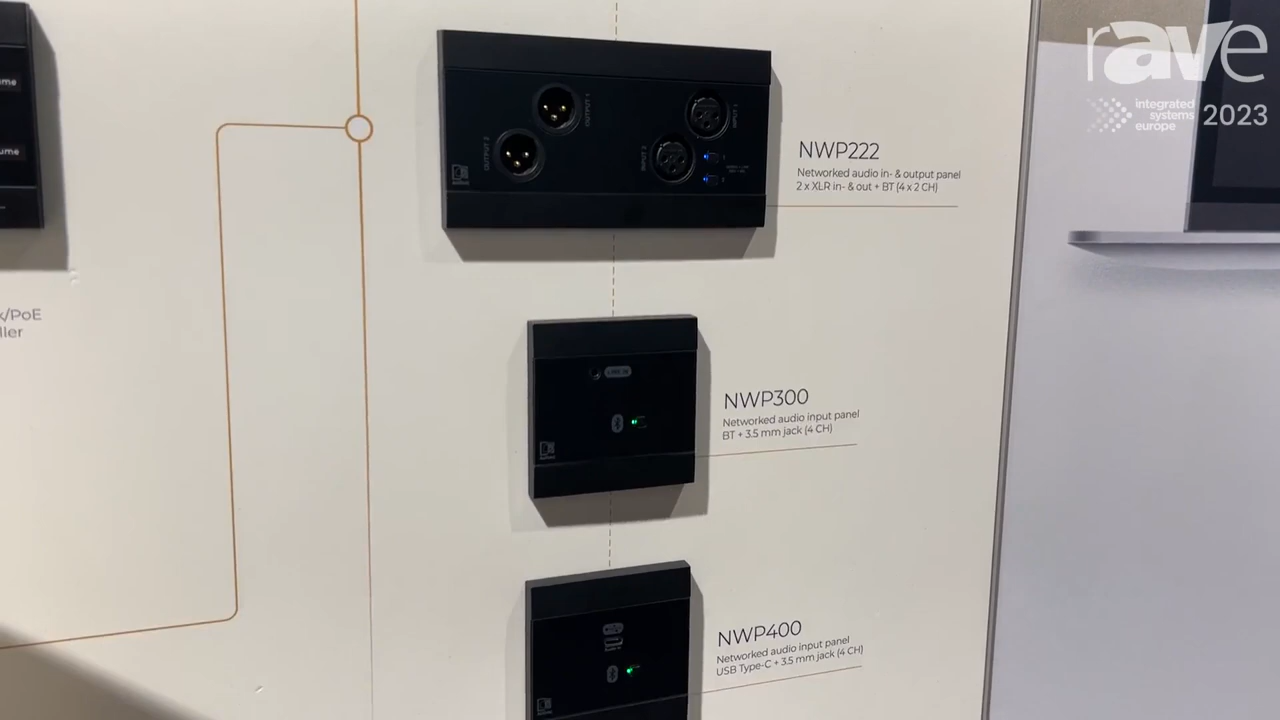 rave
integrated
systems
europe
2023
ume
ume
k/PoE
ller
OUTPUT 1
OUTPUT 2
INPUT 1
INPUT 2
NWP222
Networked audio in- & output panel
2 x XLR in- & out + BT (4 x 2 CH)
LINE IN
NWP300
Networked audio input panel
BT + 3.5 mm jack (4 CH)
NWP400
Networked audio input panel
USB Type-C + 3.5 mm jack (4 CH)